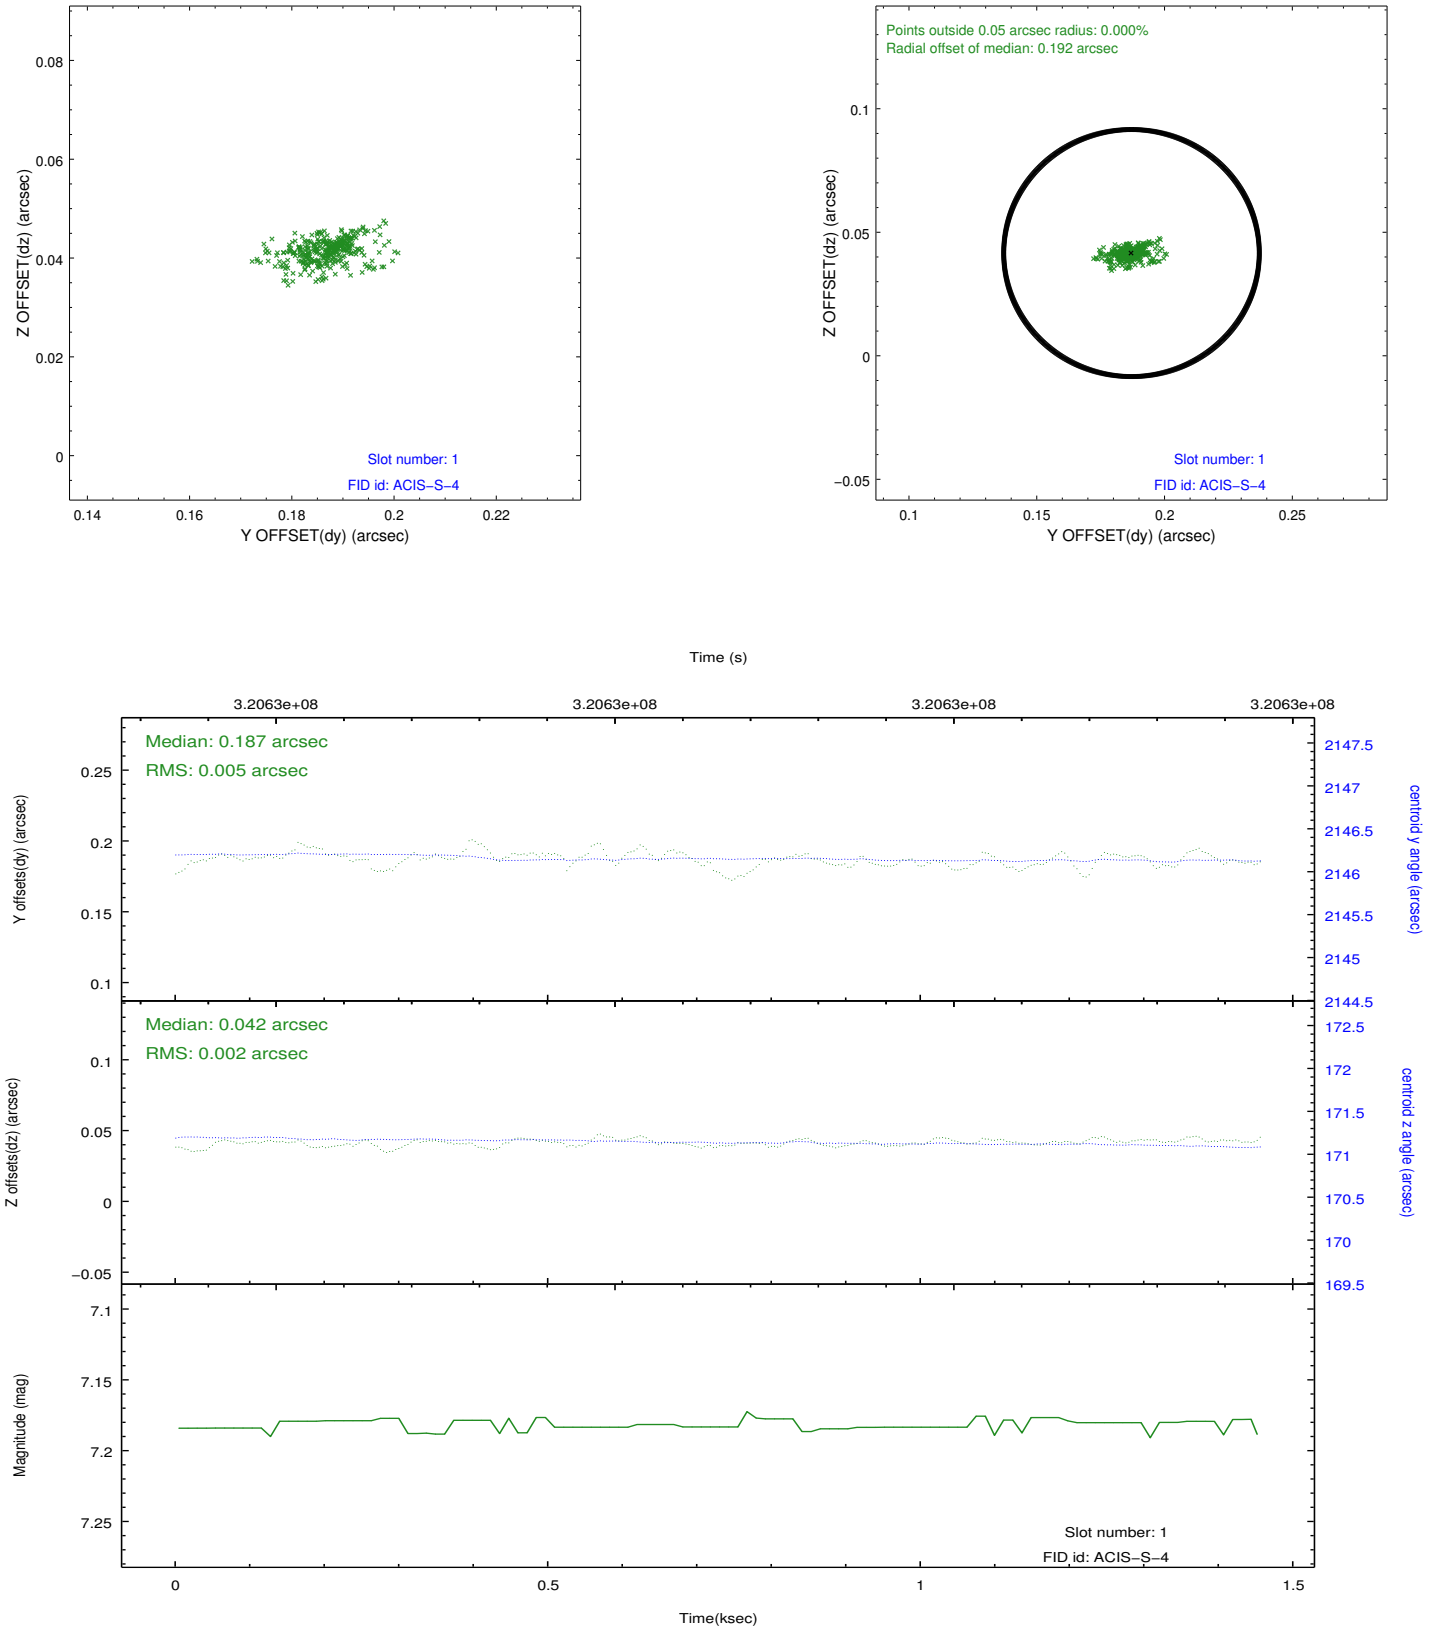 0.08
0.06
0.04
0.02
0
Z OFFSET(dz) (arcsec)
Slot number: 1
FID id: ACIS−S−4
0.14 0.16 0.18 0.2 0.22
Y OFFSET(dy) (arcsec)
Points outside 0.05 arcsec radius: 0.000%
Radial offset of median: 0.192 arcsec
0.1
0.05
0
−0.05
Z OFFSET(dz) (arcsec)
Slot number: 1
FID id: ACIS−S−4
0.1 0.15 0.2 0.25
Y OFFSET(dy) (arcsec)
Time (s)
3.2063e+08 3.2063e+08 3.2063e+08 3.2063e+08
Median: 0.187 arcsec
RMS: 0.005 arcsec
0.25
0.2
0.15
0.1
Y offsets(dy) (arcsec)
2147.5
2147
2146.5
2146
2145.5
2145
2144.5
centroid y angle (arcsec)
Median: 0.042 arcsec
RMS: 0.002 arcsec
0.1
0.05
0
−0.05
Z offsets(dz) (arcsec)
172.5
172
171.5
171
170.5
170
169.5
centroid z angle (arcsec)
7.1
7.15
7.2
7.25
Magnitude (mag)
Slot number: 1
FID id: ACIS−S−4
0 0.5 1 1.5
Time(ksec)